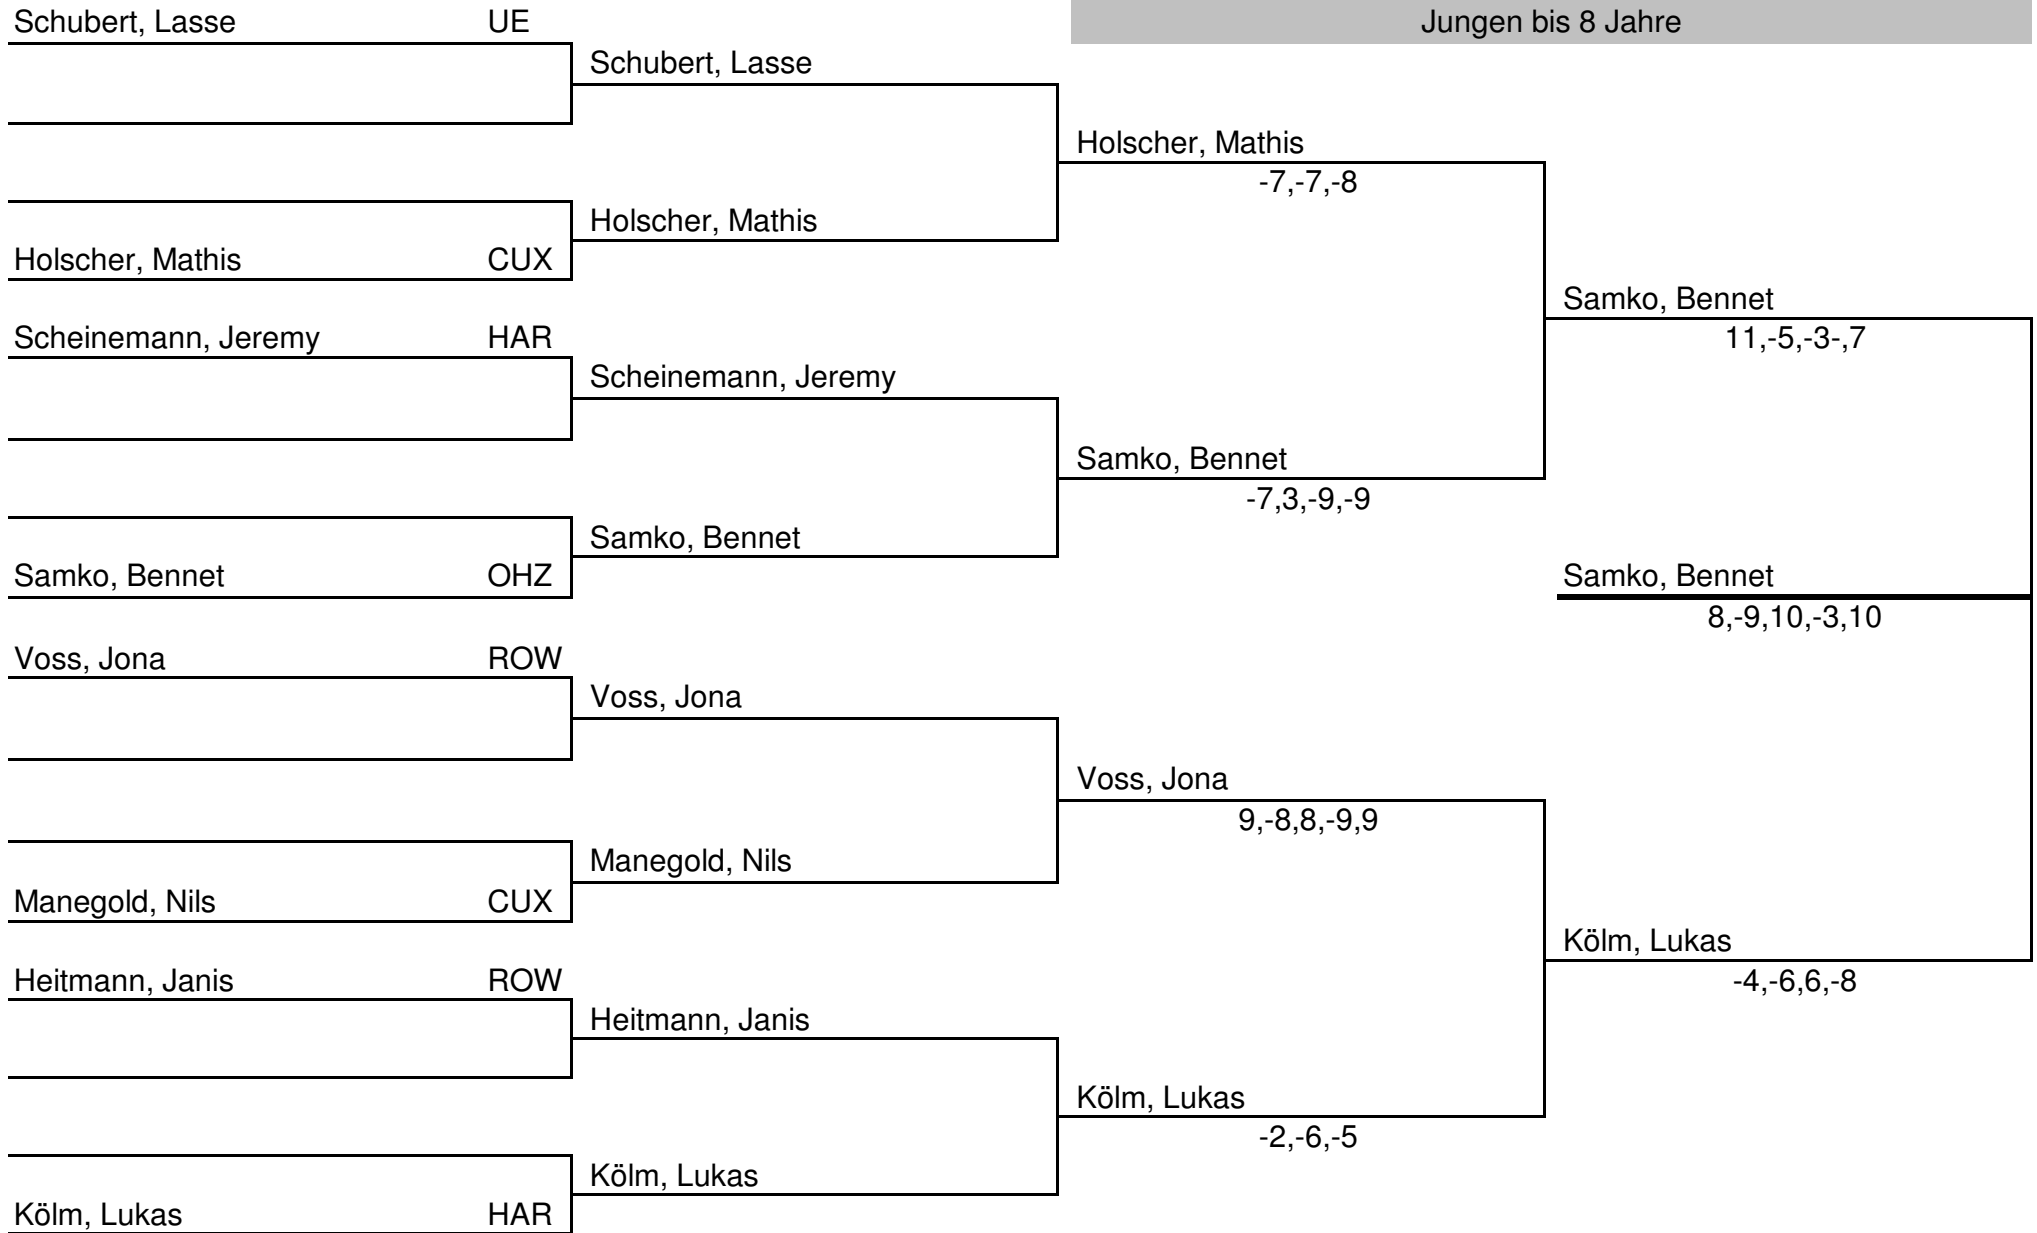 Schubert, Lasse UE
Jungen bis 8 Jahre
Schubert, Lasse
Holscher, Mathis
-7,-7,-8
Holscher, Mathis
Holscher, Mathis CUX
Samko, Bennet
11,-5,-3-,7
Scheinemann, Jeremy HAR
Scheinemann, Jeremy
Samko, Bennet
-7,3,-9,-9
Samko, Bennet
Samko, Bennet OHZ
Samko, Bennet
8,-9,10,-3,10
Voss, Jona ROW
Voss, Jona
Voss, Jona
9,-8,8,-9,9
Manegold, Nils
Manegold, Nils CUX
Kölm, Lukas
-4,-6,6,-8
Heitmann, Janis ROW
Heitmann, Janis
Kölm, Lukas
-2,-6,-5
Kölm, Lukas
Kölm, Lukas HAR